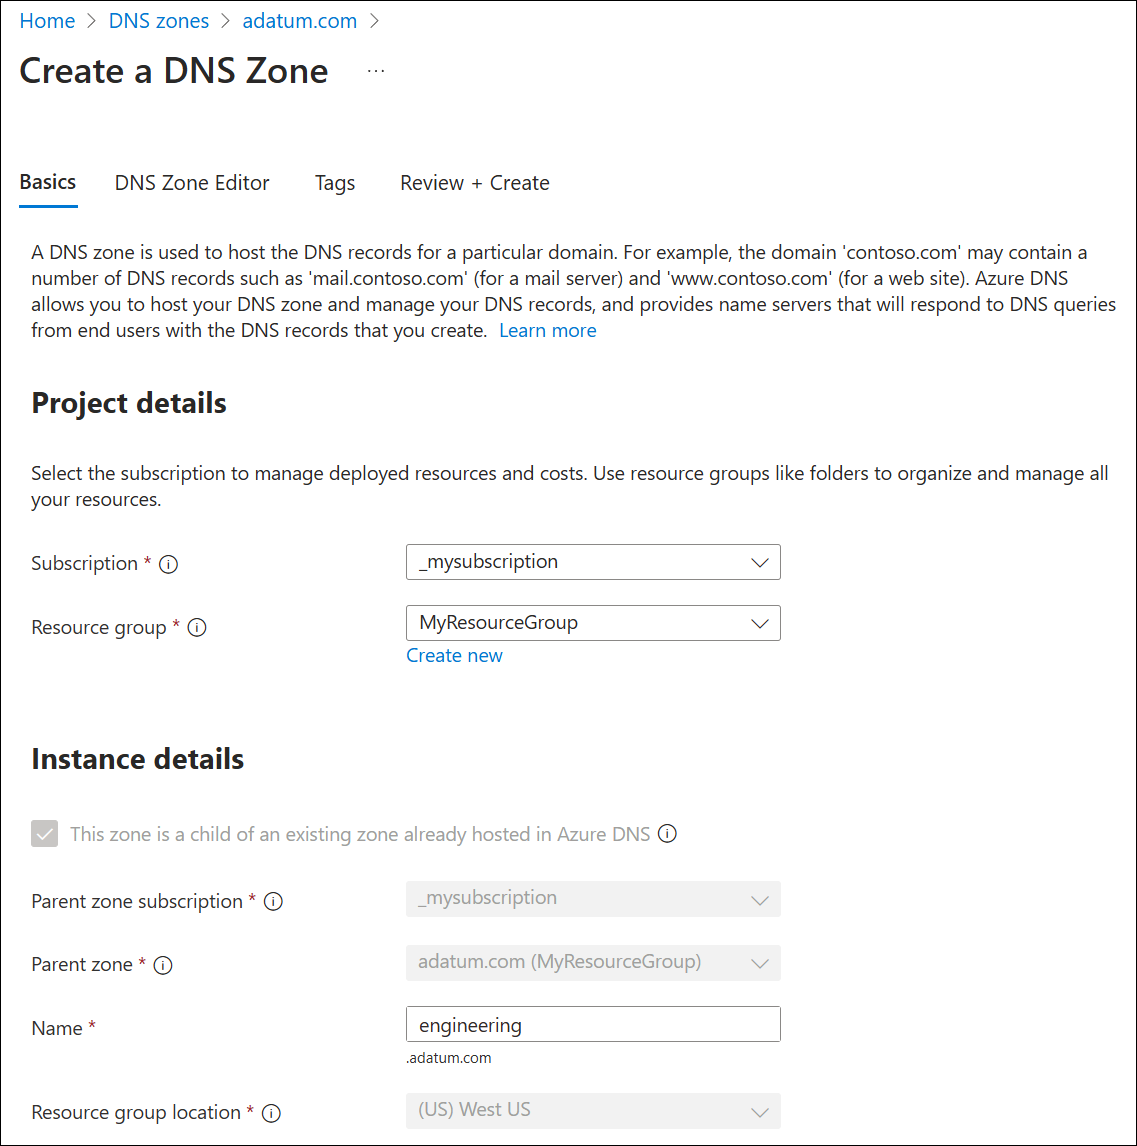 Home > DNS zones > adatum.com >
Create a DNS Zone ...
Basics DNS Zone Editor Tags Review + Create
A DNS zone is used to host the DNS records for a particular domain. For example, the domain 'contoso.com' may contain a
number of DNS records such as 'mail.contoso.com' (for a mail server) and 'www.contoso.com' (for a web site). Azure DNS
allows you to host your DNS zone and manage your DNS records, and provides name servers that will respond to DNS queries
from end users with the DNS records that you create. Learn more
Project details
Select the subscription to manage deployed resources and costs. Use resource groups like folders to organize and manage all
your resources.
Subscription * _mysubscription
Resource group * MyResourceGroup
Create new
Instance details
This zone is a child of an existing zone already hosted in Azure DNS
Parent zone subscription * _mysubscription
Parent zone * adatum.com (MyResourceGroup)
Name * engineering
.adatum.com
Resource group location * (US) West US